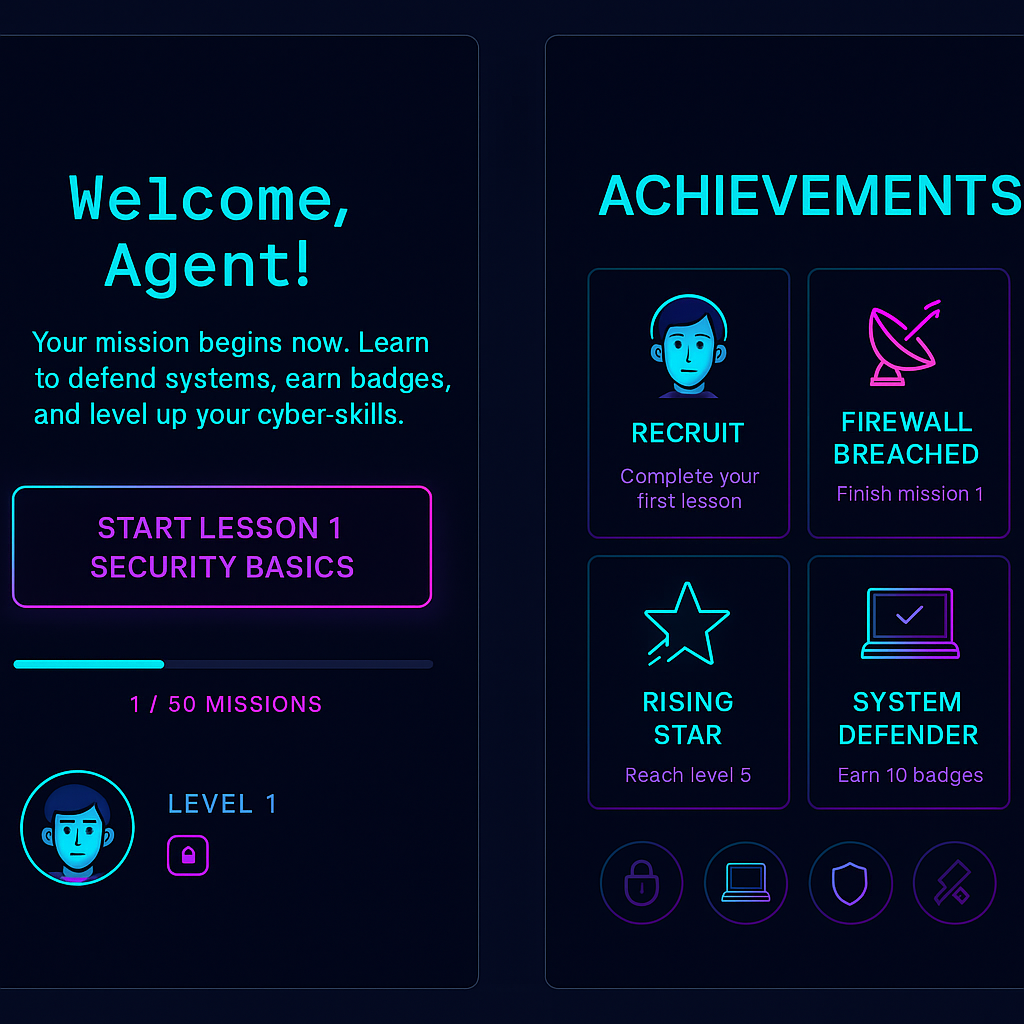 Welcome,
Agent!
Your mission begins now. Learn
to defend systems, earn badges,
and level up your cyber-skills.
START LESSON 1
SECURITY BASICS
1 / 50 MISSIONS
LEVEL 1
ACHIEVEMENTS
RECRUIT
Complete your
first lesson
FIREWALL
BREACHED
Finish mission 1
RISING
STAR
Reach level 5
SYSTEM
DEFENDER
Earn 10 badges